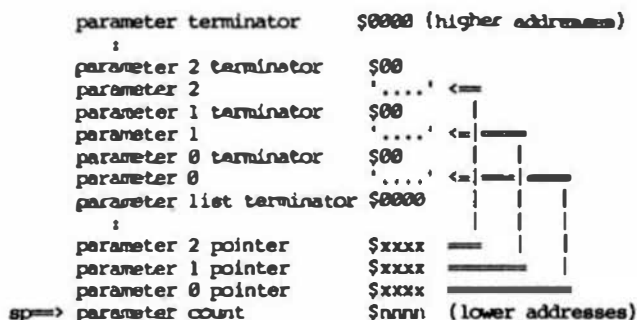 parameter terminator $0000 (higher addresses)
:
parameter 2 terminator $00
parameter 2 '....' <==
parameter 1 terminator $00
parameter 1 '....' <=
parameter 0 terminator $00
parameter 0 '....' <=
parameter list terminator $0000
:
parameter 2 pointer $xxxx
parameter 1 pointer $xxxx
parameter 0 pointer $xxxx
sp==> parameter count $nnnn (lower addresses)